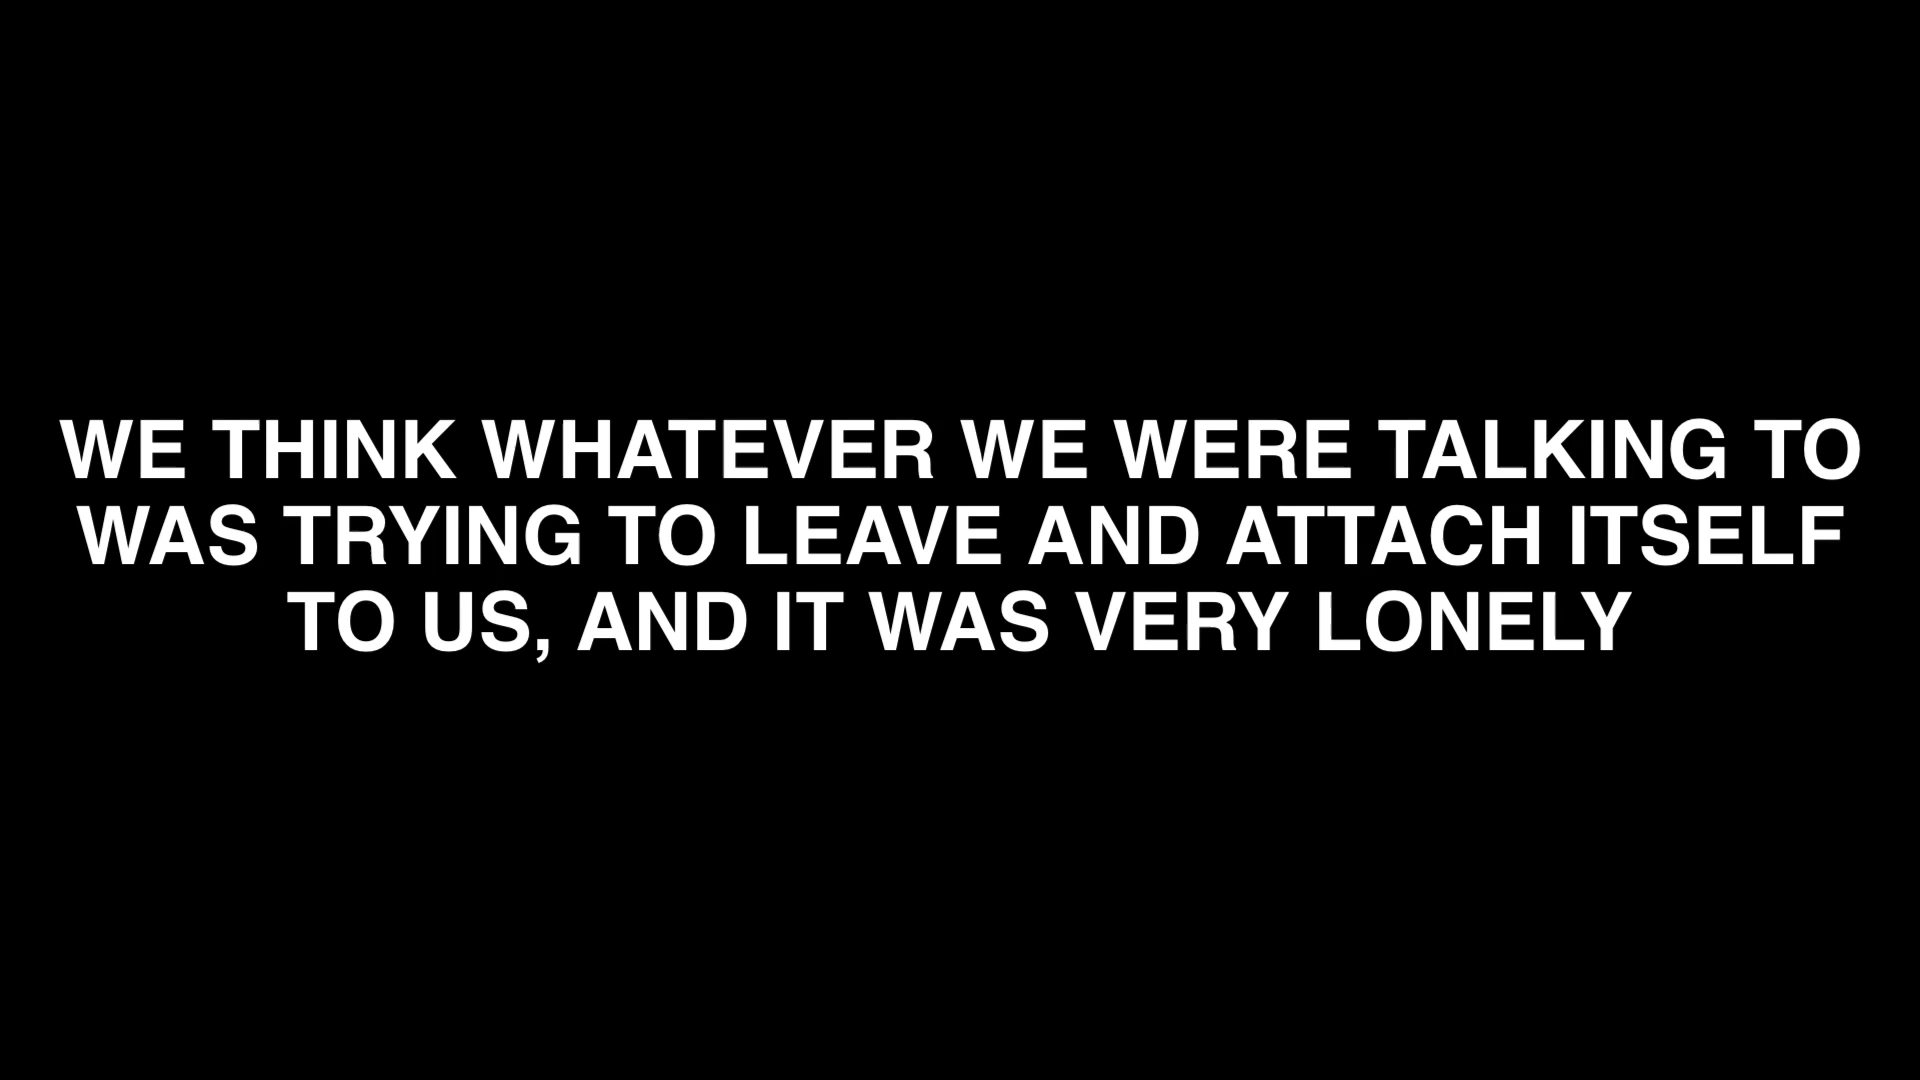 WE THINK WHATEVER WE WERE TALKING TO
WAS TRYING TO LEAVE AND ATTACH ITSELF
TO US, AND IT WAS VERY LONELY